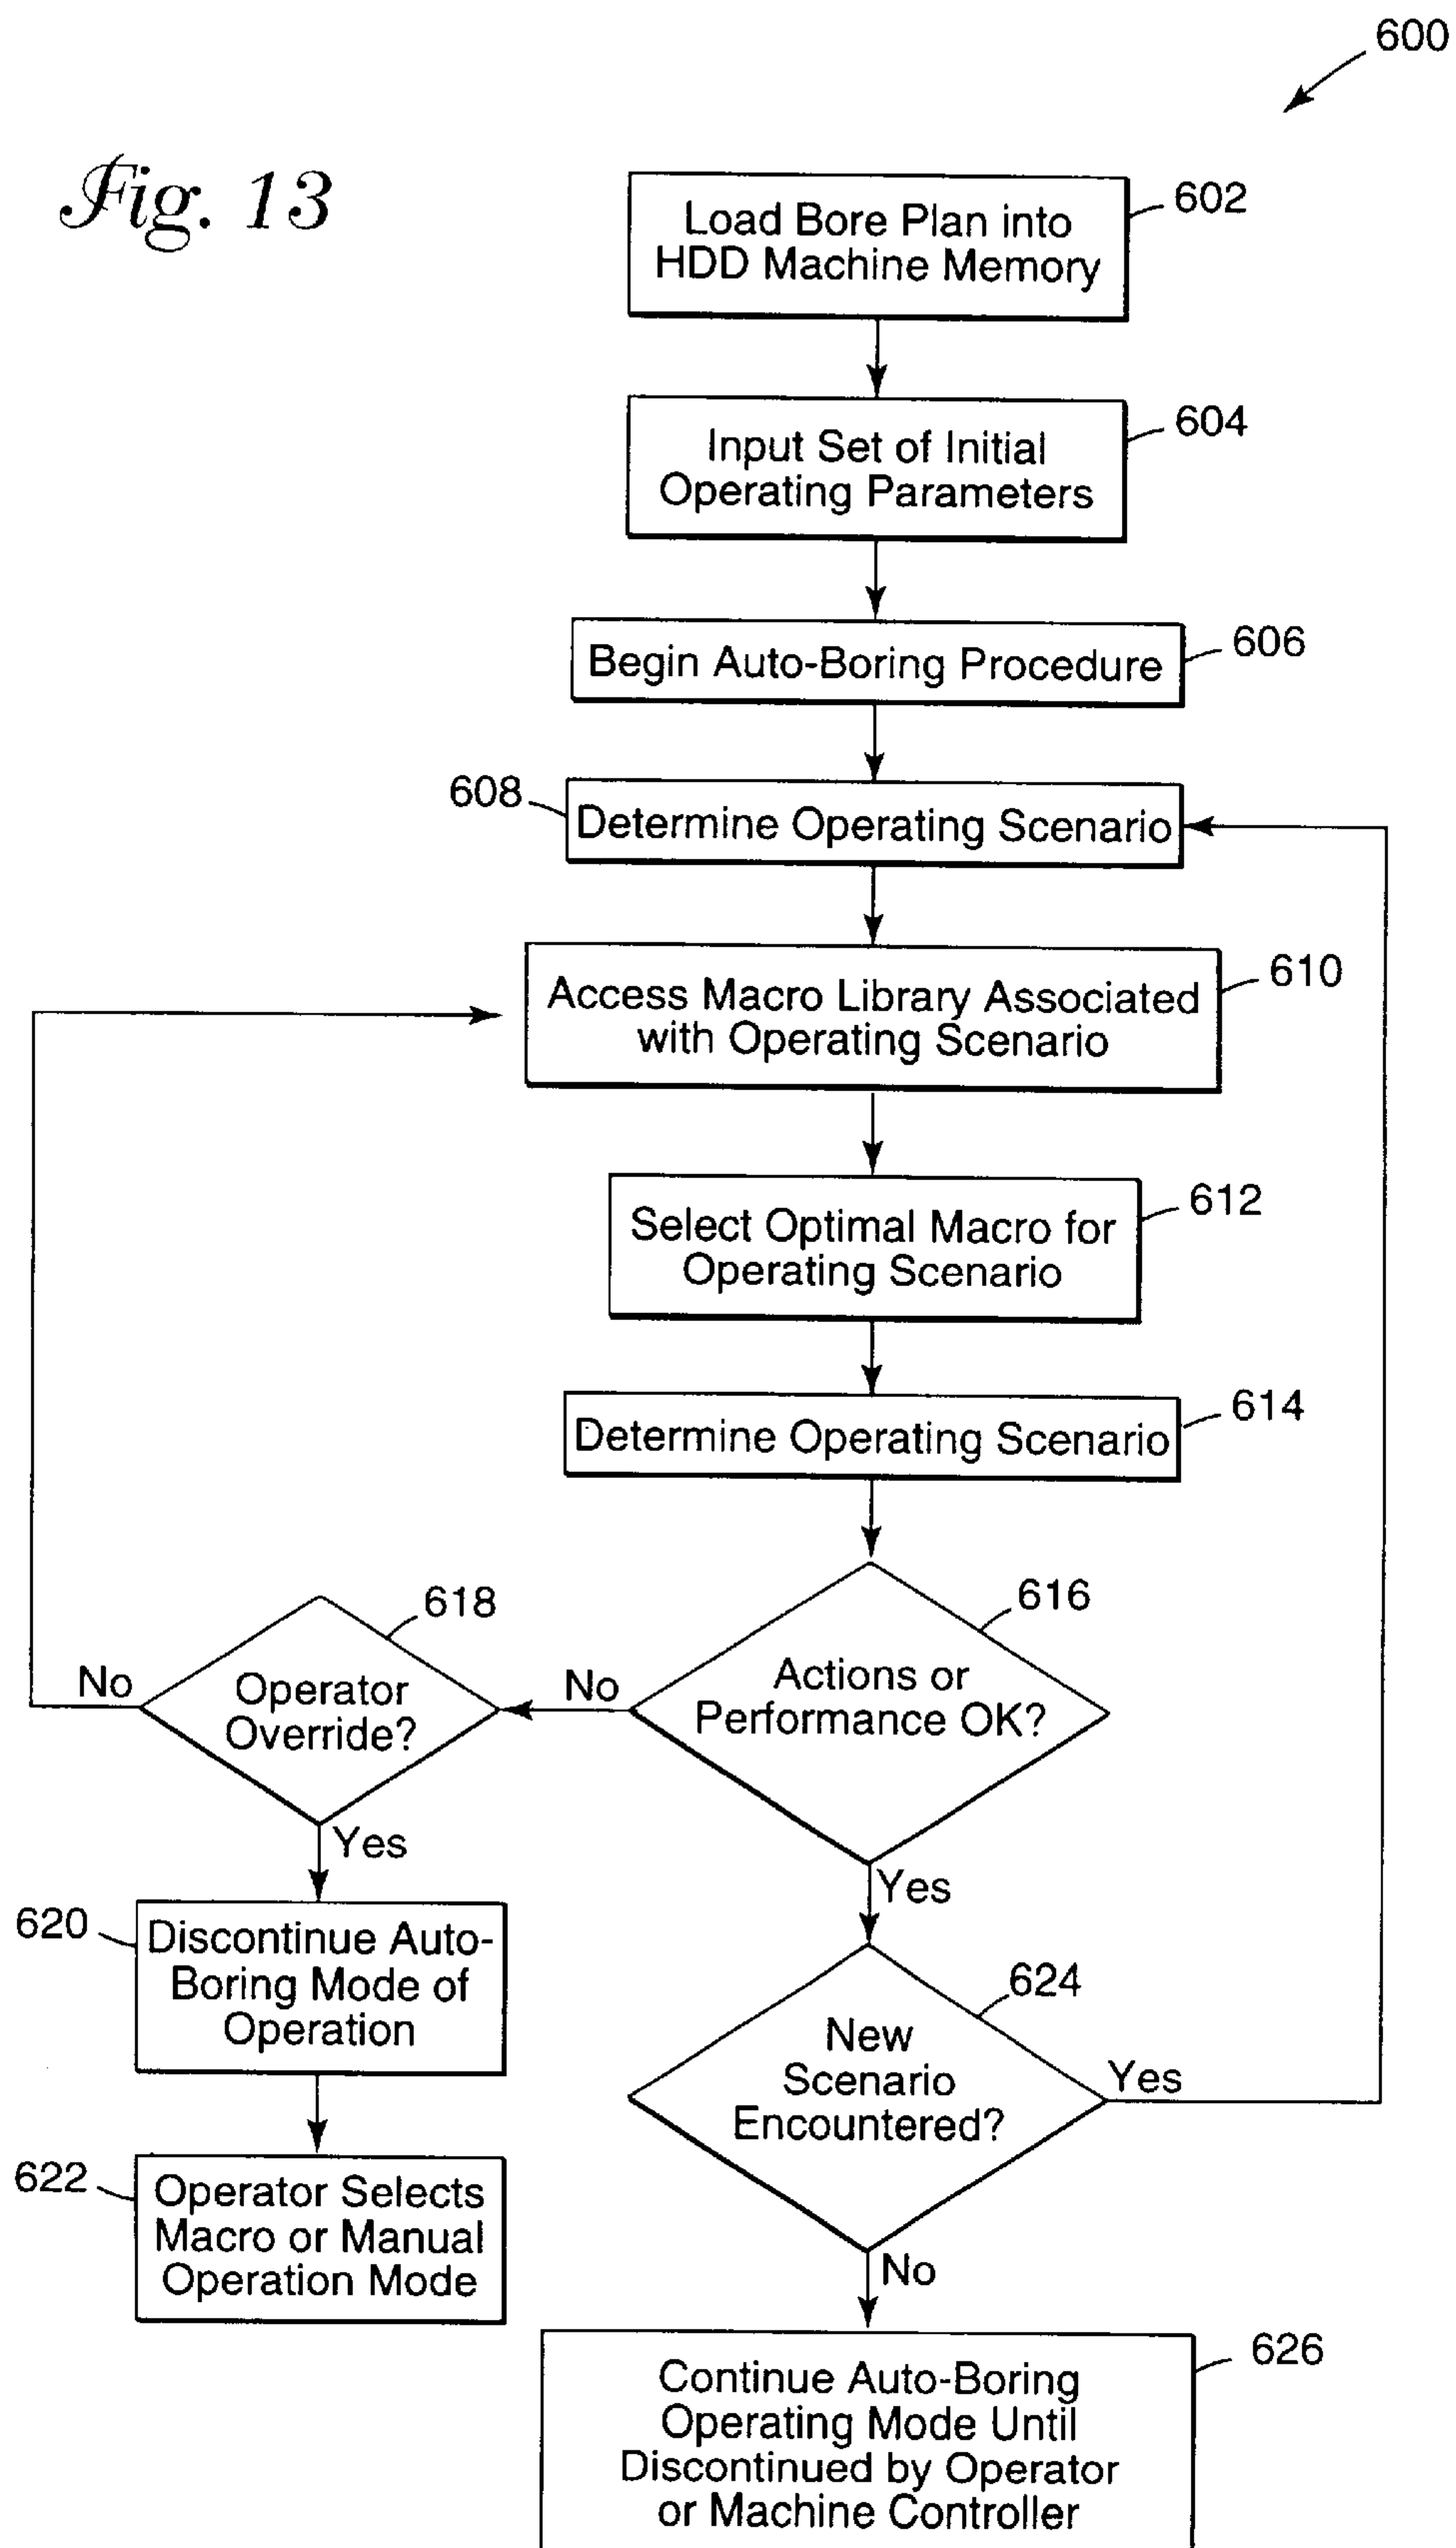 600
Fig. 13
Load Bore Plan into
HDD Machine Memory
602
Input Set of Initial
Operating Parameters
604
Begin Auto-Boring Procedure
606
608
Determine Operating Scenario
Access Macro Library Associated
with Operating Scenario
610
Select Optimal Macro for
Operating Scenario
612
Determine Operating Scenario
614
616
Actions or
Performance OK?
No
618
Operator
Override?
No
Yes
620
Discontinue Auto-
Boring Mode of
Operation
622
Operator Selects
Macro or Manual
Operation Mode
Yes
624
New
Scenario
Encountered?
Yes
No
626
Continue Auto-Boring
Operating Mode Until
Discontinued by Operator
or Machine Controller